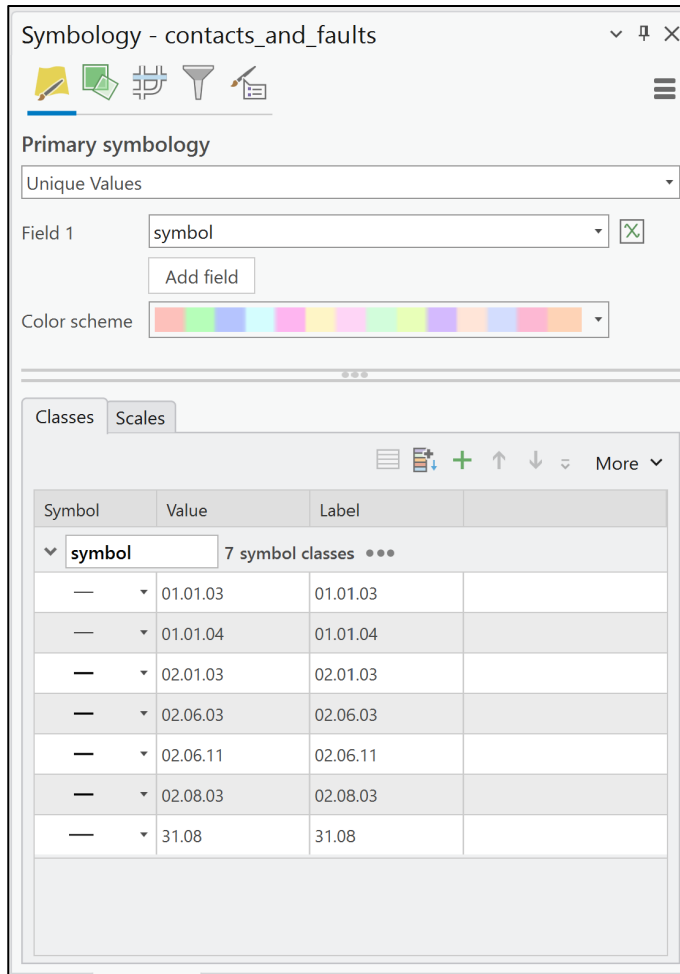 Symbology - contacts_and_faults
Primary symbology
Unique Values
Field 1 symbol
Add field
Color scheme
Classes Scales
More
Symbol Value Label
symbol 7 symbol classes
01.01.03 01.01.03
01.01.04 01.01.04
02.01.03 02.01.03
02.06.03 02.06.03
02.06.11 02.06.11
02.08.03 02.08.03
31.08 31.08